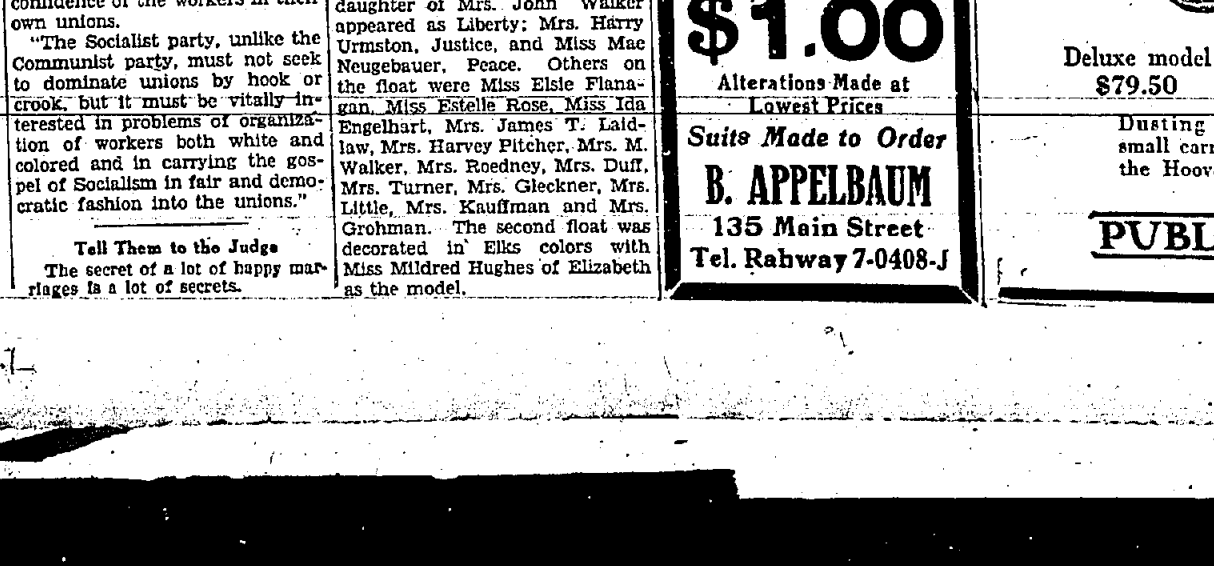 confidence of the workers in their
own unions.
"The Socialist party, unlike the
Communist party, must not seek
to dominate unions by hook or
crook, but it must be vitally in-
terested in problems of organiza-
tion of workers both white and
colored and in carrying the gos-
pel of Socialism in fair and demo-
cratic fashion into the unions."
Tell Them to the Judge
The secret of a lot of happy mar-
riages is a lot of secrets.
daughter of Mrs. John Walker
appeared as Liberty; Mrs. Harry
Urmston, Justice, and Miss Mae
Neugebauer, Peace. Others on
the float were Miss Elsie Flana-
gan, Miss Estelle Rose, Miss Ida
Engelhart, Mrs. James T. Laid-
law, Mrs. Harvey Pitcher, Mrs. M.
Walker, Mrs. Roedney, Mrs. Duff,
Mrs. Turner, Mrs. Gleckner, Mrs.
Little, Mrs. Kauffman and Mrs.
Grohman. The second float was
decorated in Elks colors with
Miss Mildred Hughes of Elizabeth
as the model.
$1.00
Alterations Made at
Lowest Prices
Suits Made to Order
B. APPELBAUM
135 Main Street
Tel. Rahway 7-0408-J
Deluxe model
$79.50
Dusting
small carr
the Hoov
PUBL